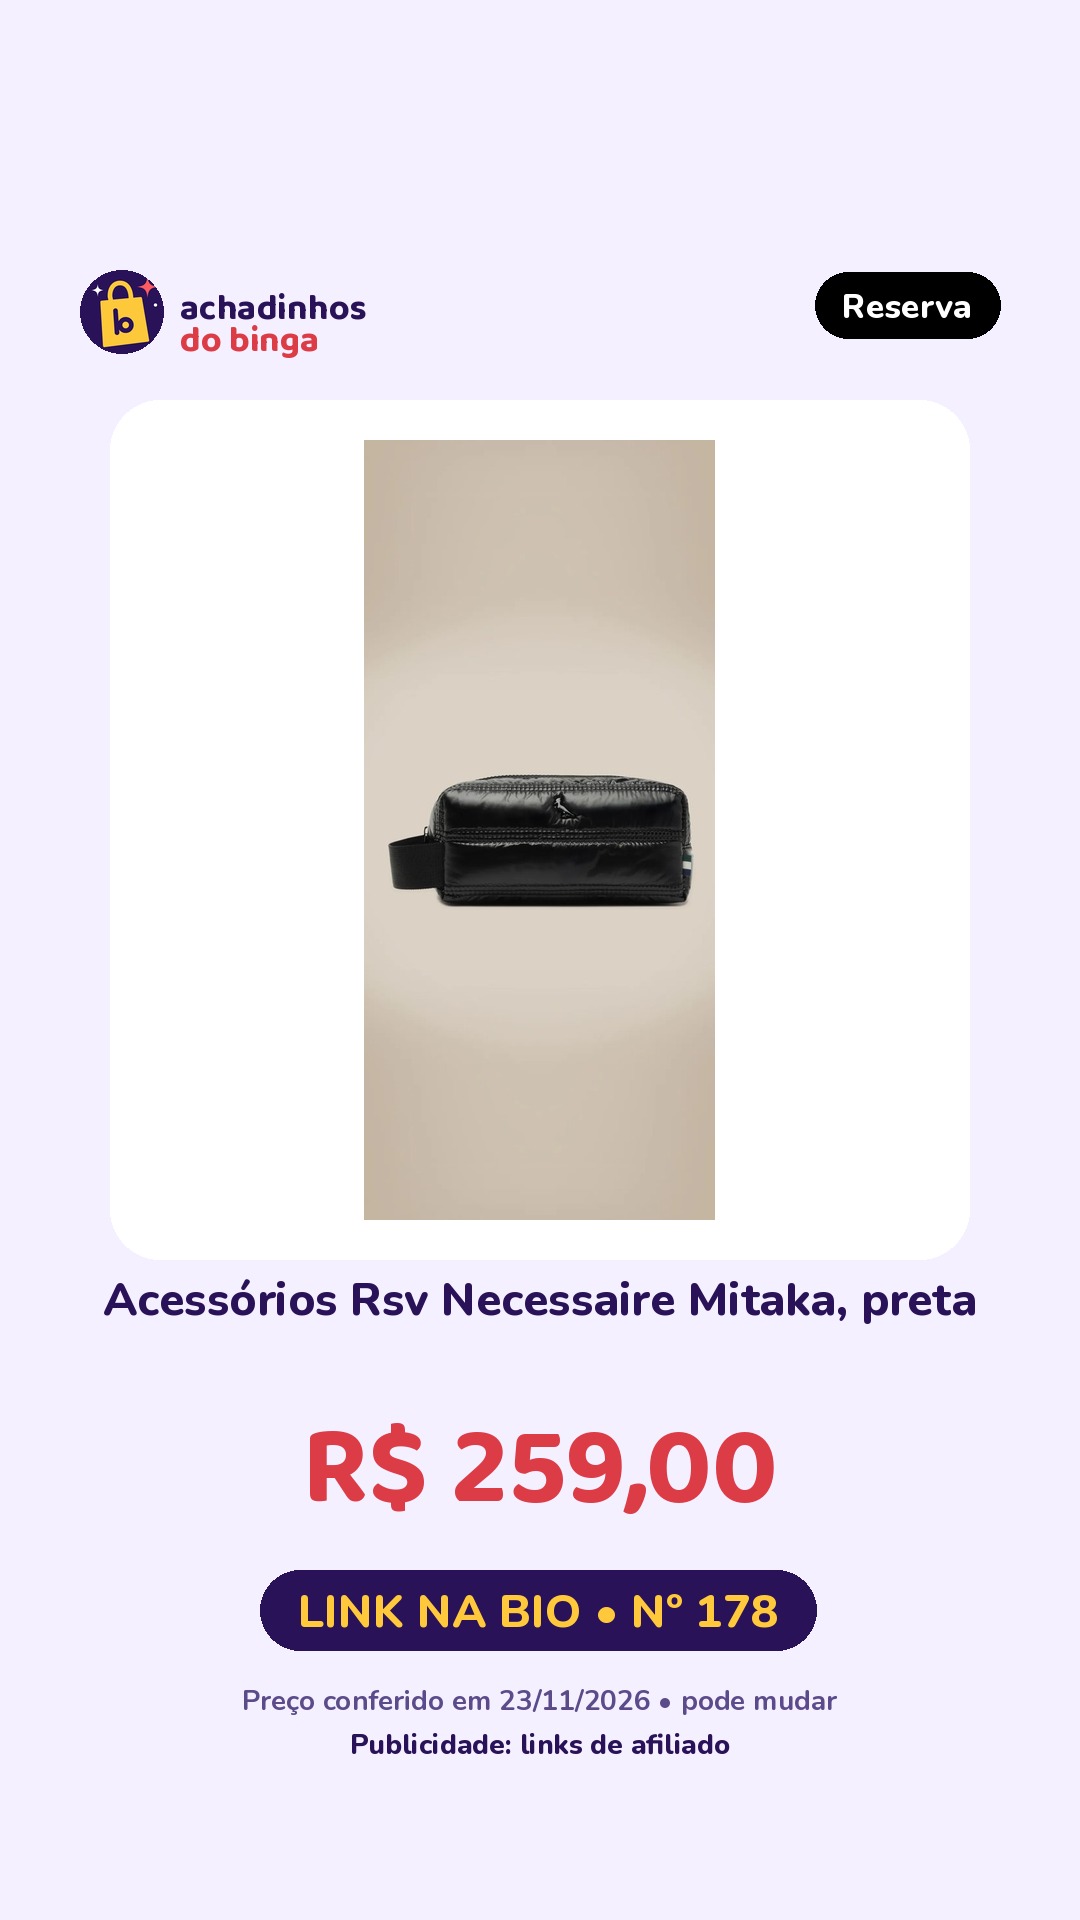 b
achadinhos
do binga
Reserva
Acessórios Rsv Necessaire Mitaka, preta
R$ 259,00
LINK NA BIO • Nº 178
Preço conferido em 23/11/2026 • pode mudar
Publicidade: links de afiliado